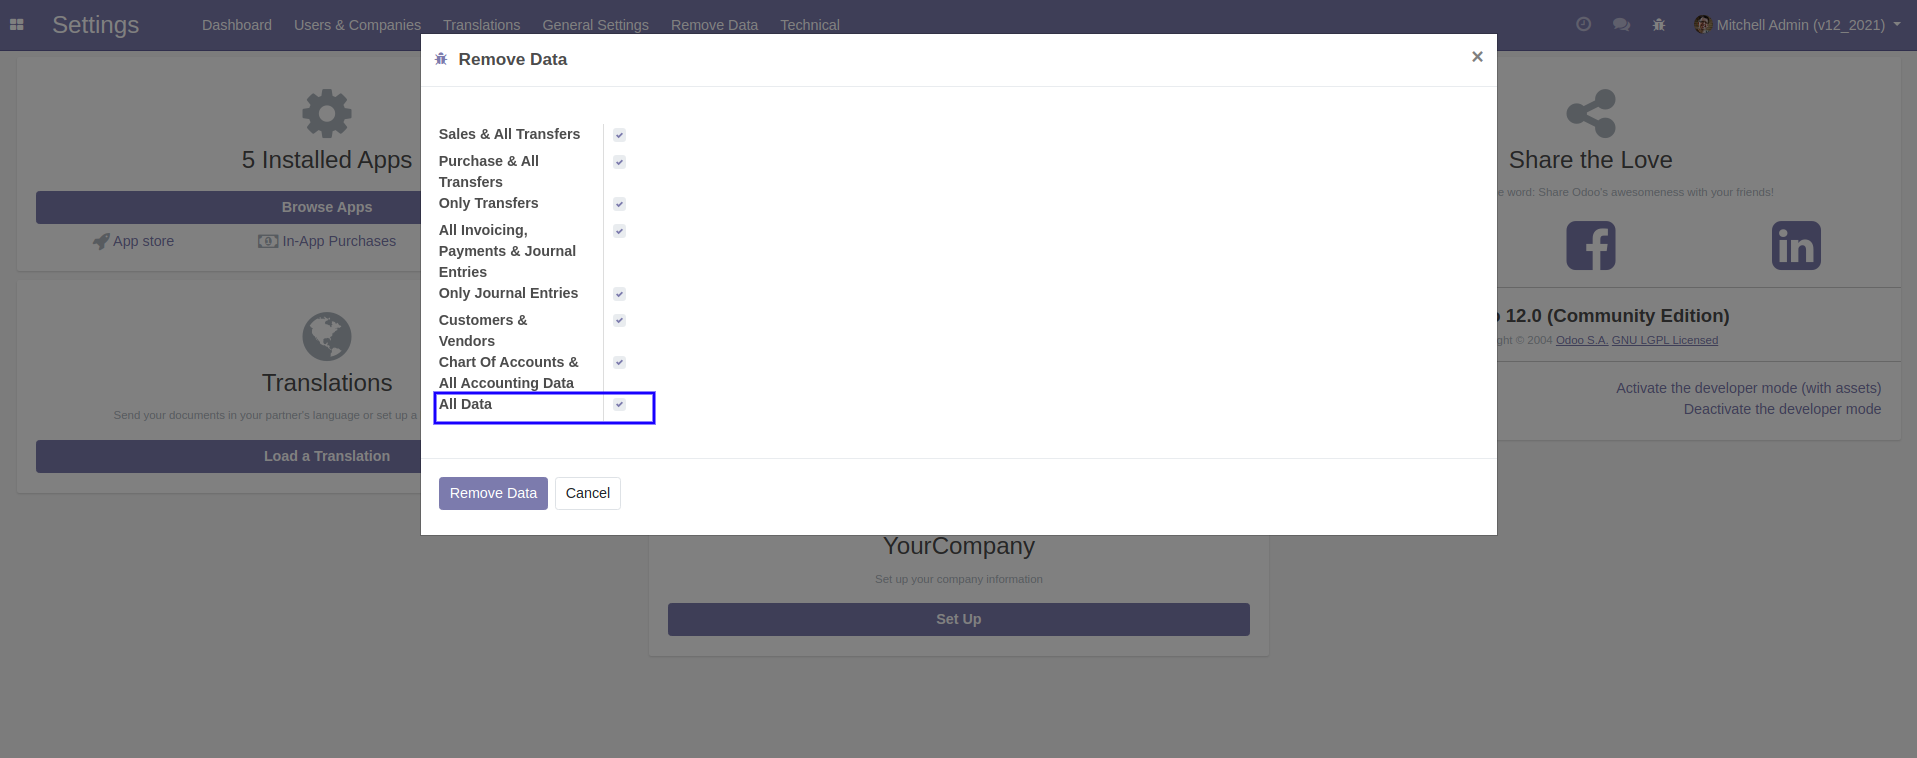 Settings
Dashboard Users & Companies Translations General Settings Remove Data Technical
Mitchell Admin (v12_2021)
Remove Data
×
Sales & All Transfers
Purchase & All
Transfers
Only Transfers
All Invoicing,
Payments & Journal
Entries
Only Journal Entries
Customers &
Vendors
Chart Of Accounts &
All Accounting Data
All Data
Remove Data Cancel
5 Installed Apps
Browse Apps
App store In-App Purchases
Translations
Send your documents in your partner's language or set up a
Load a Translation
YourCompany
Set up your company information
Set Up
Share the Love
word: Share Odoo's awesomeness with your friends!
12.0 (Community Edition)
© 2004 Odoo S.A. GNU LGPL Licensed
Activate the developer mode (with assets)
Deactivate the developer mode